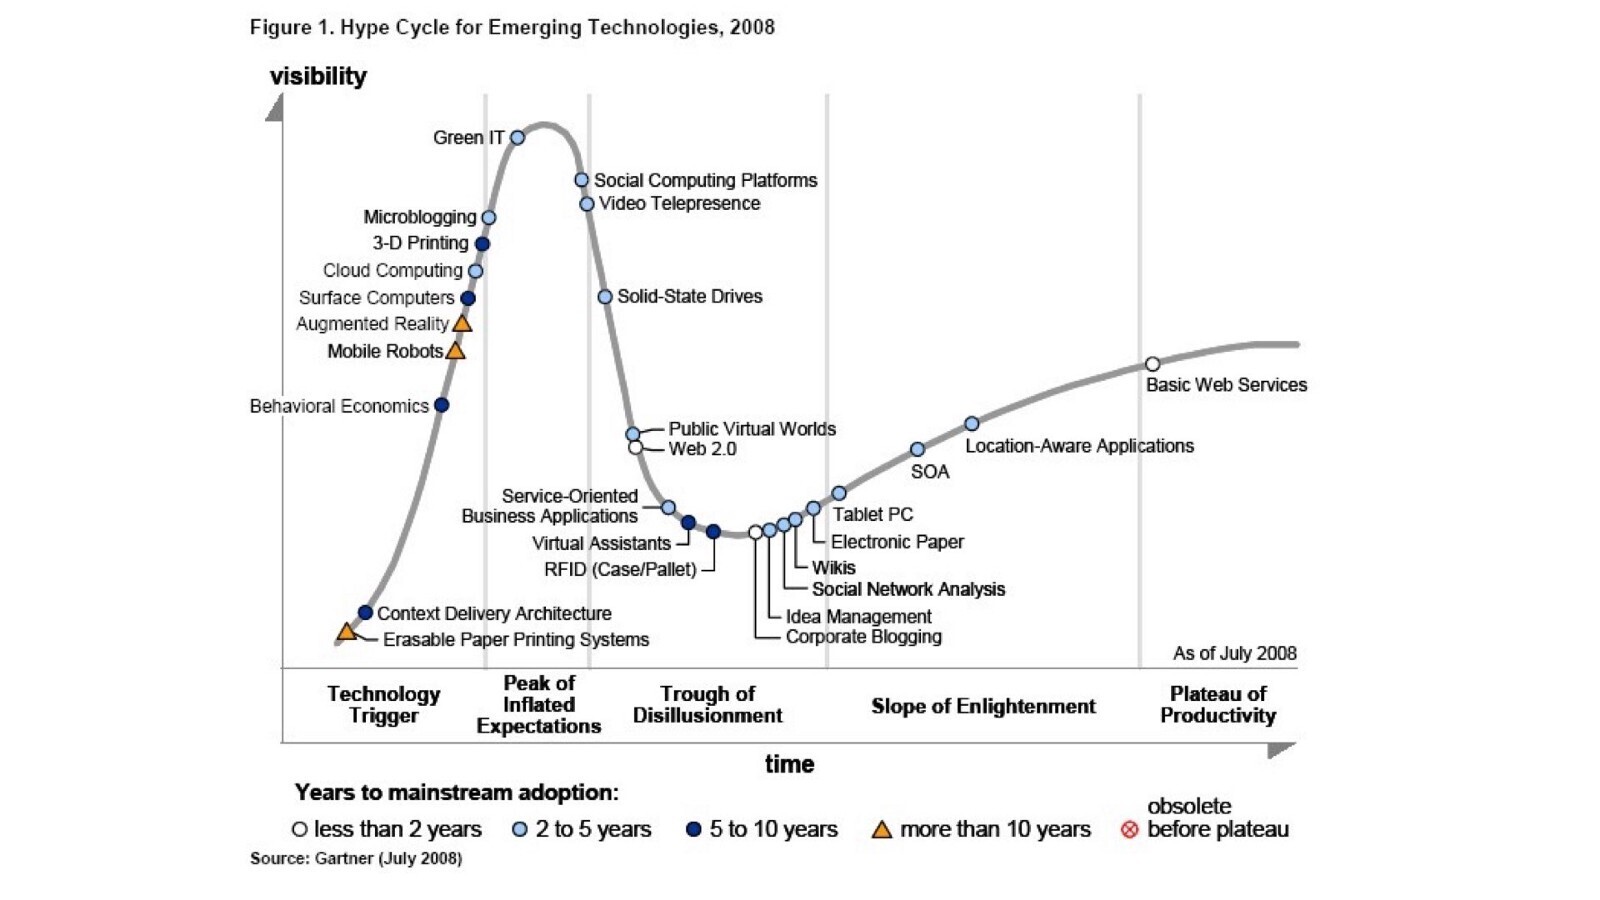 Figure 1. Hype Cycle for Emerging Technologies, 2008
visibility
Green IT
Social Computing Platforms
Video Telepresence
Microblogging
3-D Printing
Cloud Computing
Surface Computers
Solid-State Drives
Augmented Reality
Mobile Robots
Basic Web Services
Behavioral Economics
Public Virtual Worlds
Web 2.0
Location-Aware Applications
SOA
Service-Oriented
Business Applications
Tablet PC
Virtual Assistants
Electronic Paper
RFID (Case/Pallet)
Wikis
Social Network Analysis
Context Delivery Architecture
Idea Management
Erasable Paper Printing Systems
Corporate Blogging
As of July 2008
Technology
Trigger
Peak of
Inflated
Expectations
Trough of
Disillusionment
Slope of Enlightenment
Plateau of
Productivity
time
Years to mainstream adoption:
less than 2 years
2 to 5 years
5 to 10 years
more than 10 years
obsolete
before plateau
Source: Gartner (July 2008)